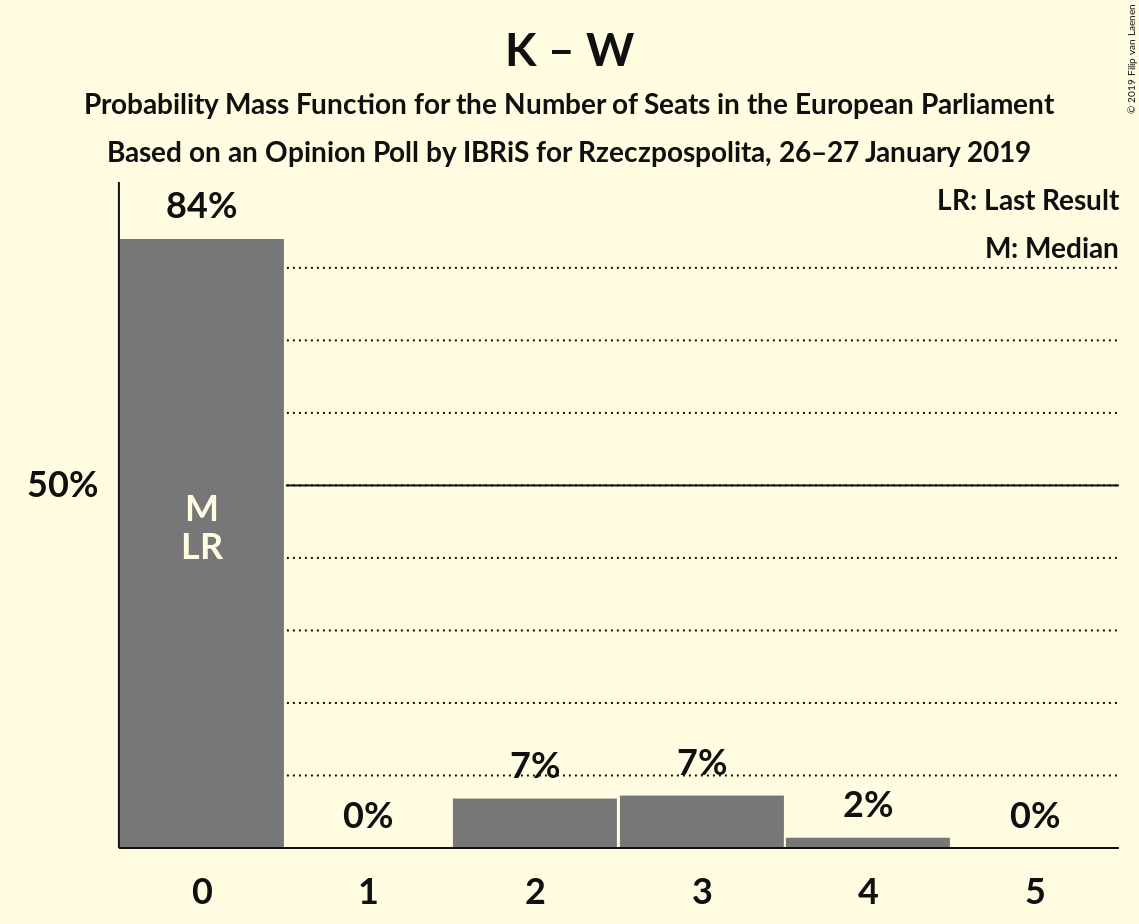 K – W
Probability Mass Function for the Number of Seats in the European Parliament
Based on an Opinion Poll by IBRiS for Rzeczpospolita, 26–27 January 2019
© 2019 Filip van Laenen
LR: Last Result
M: Median
84%
50%
M
LR
0%
7%
7%
2%
0%
0
1
2
3
4
5